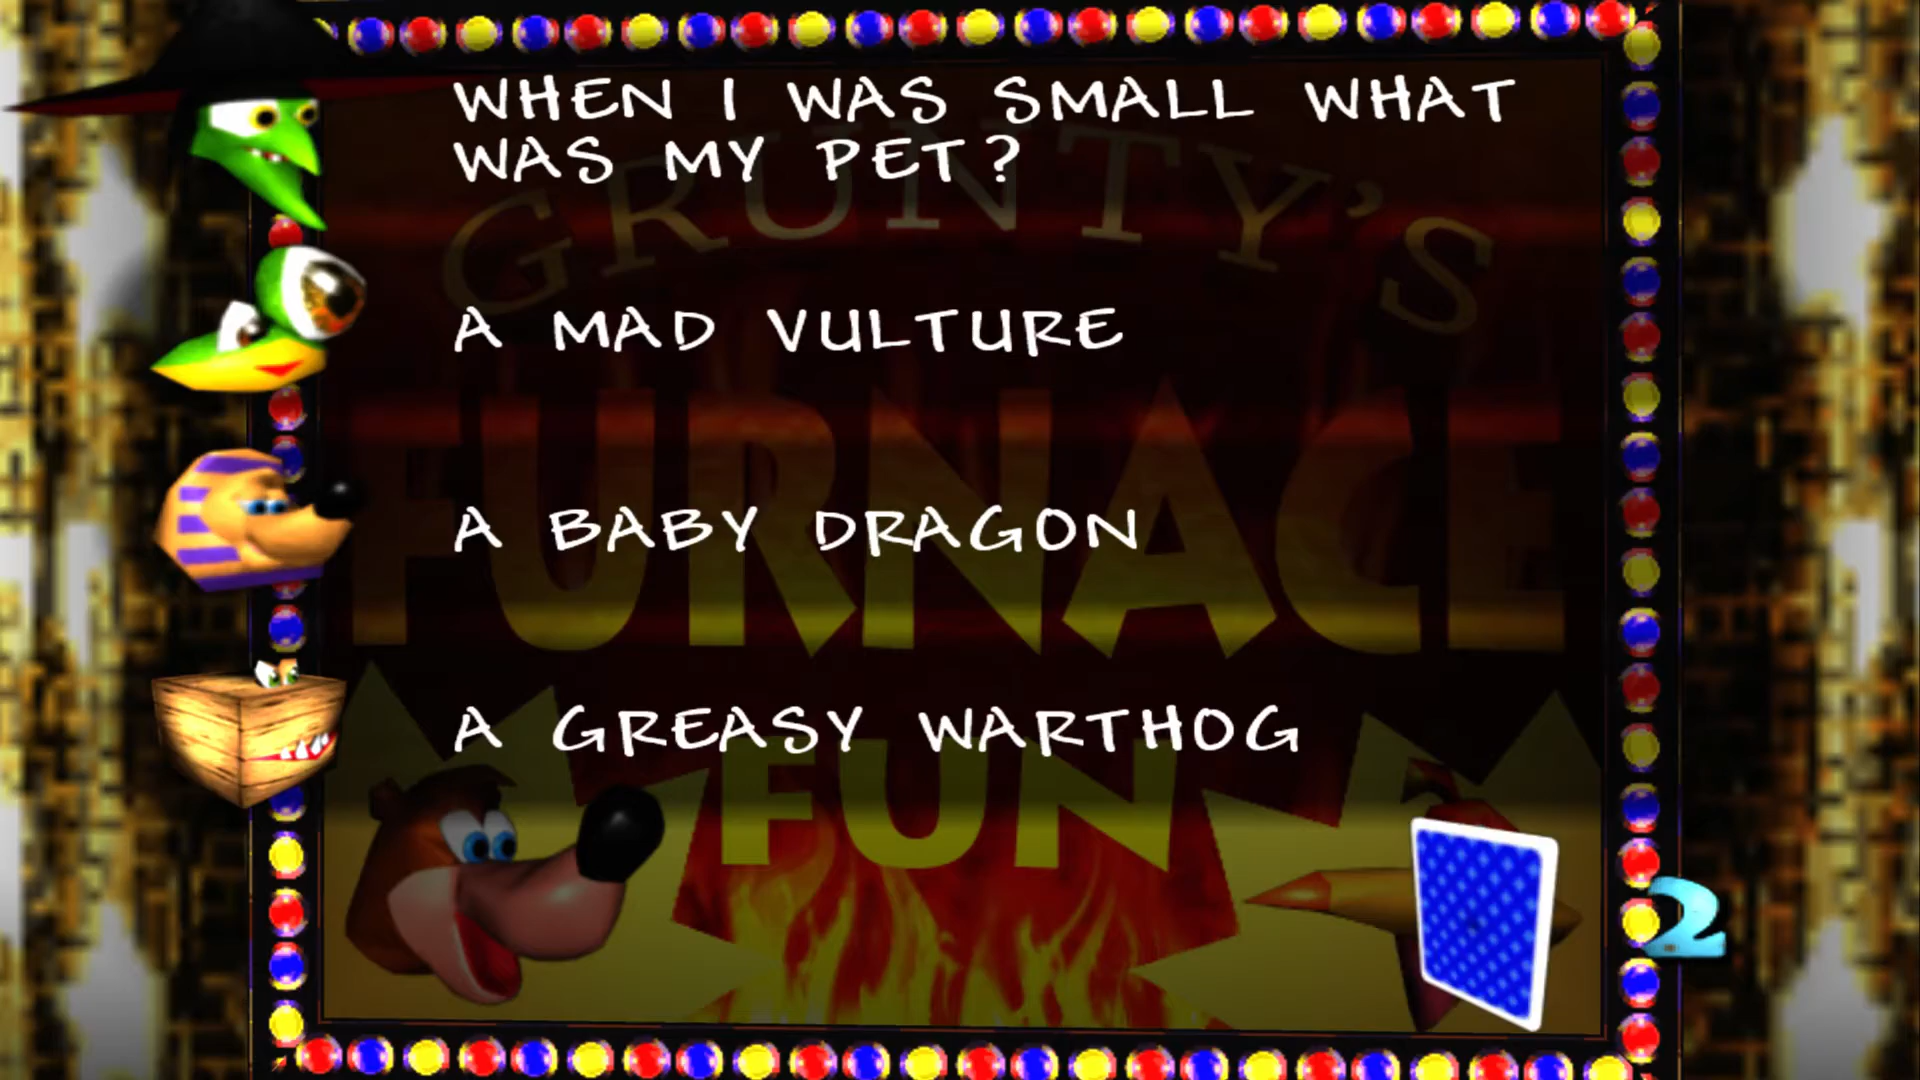 WHEN I WAS SMALL WHAT
WAS MY PET?
GRUNTY'S
A MAD VULTURE
FURNACE
A BABY DRAGON
A GREASY WARTHOG
FUN
2